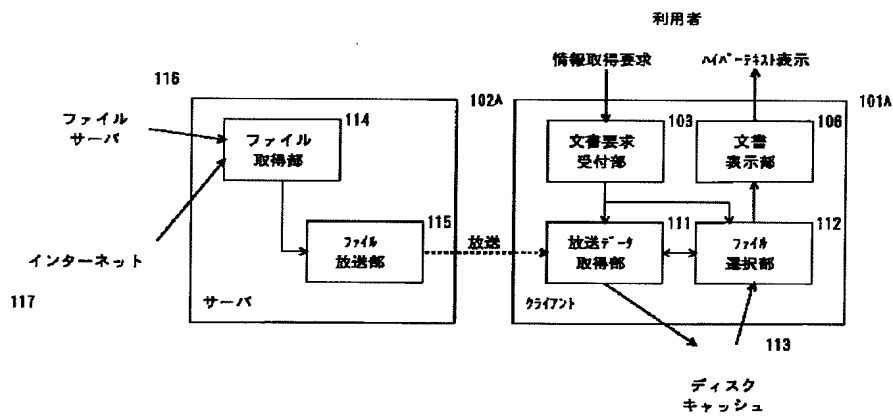 利用者
情報取得要求
ハイパーテキスト表示
116
102A
101A
ファイル
サーバ
114
ファイル
取得部
103
文書要求
受付部
106
文書
表示部
115
ファイル
放送部
放送
111
放送データ
取得部
112
ファイル
選択部
インターネット
117
サーバ
クライアント
113
ディスク
キャッシュ